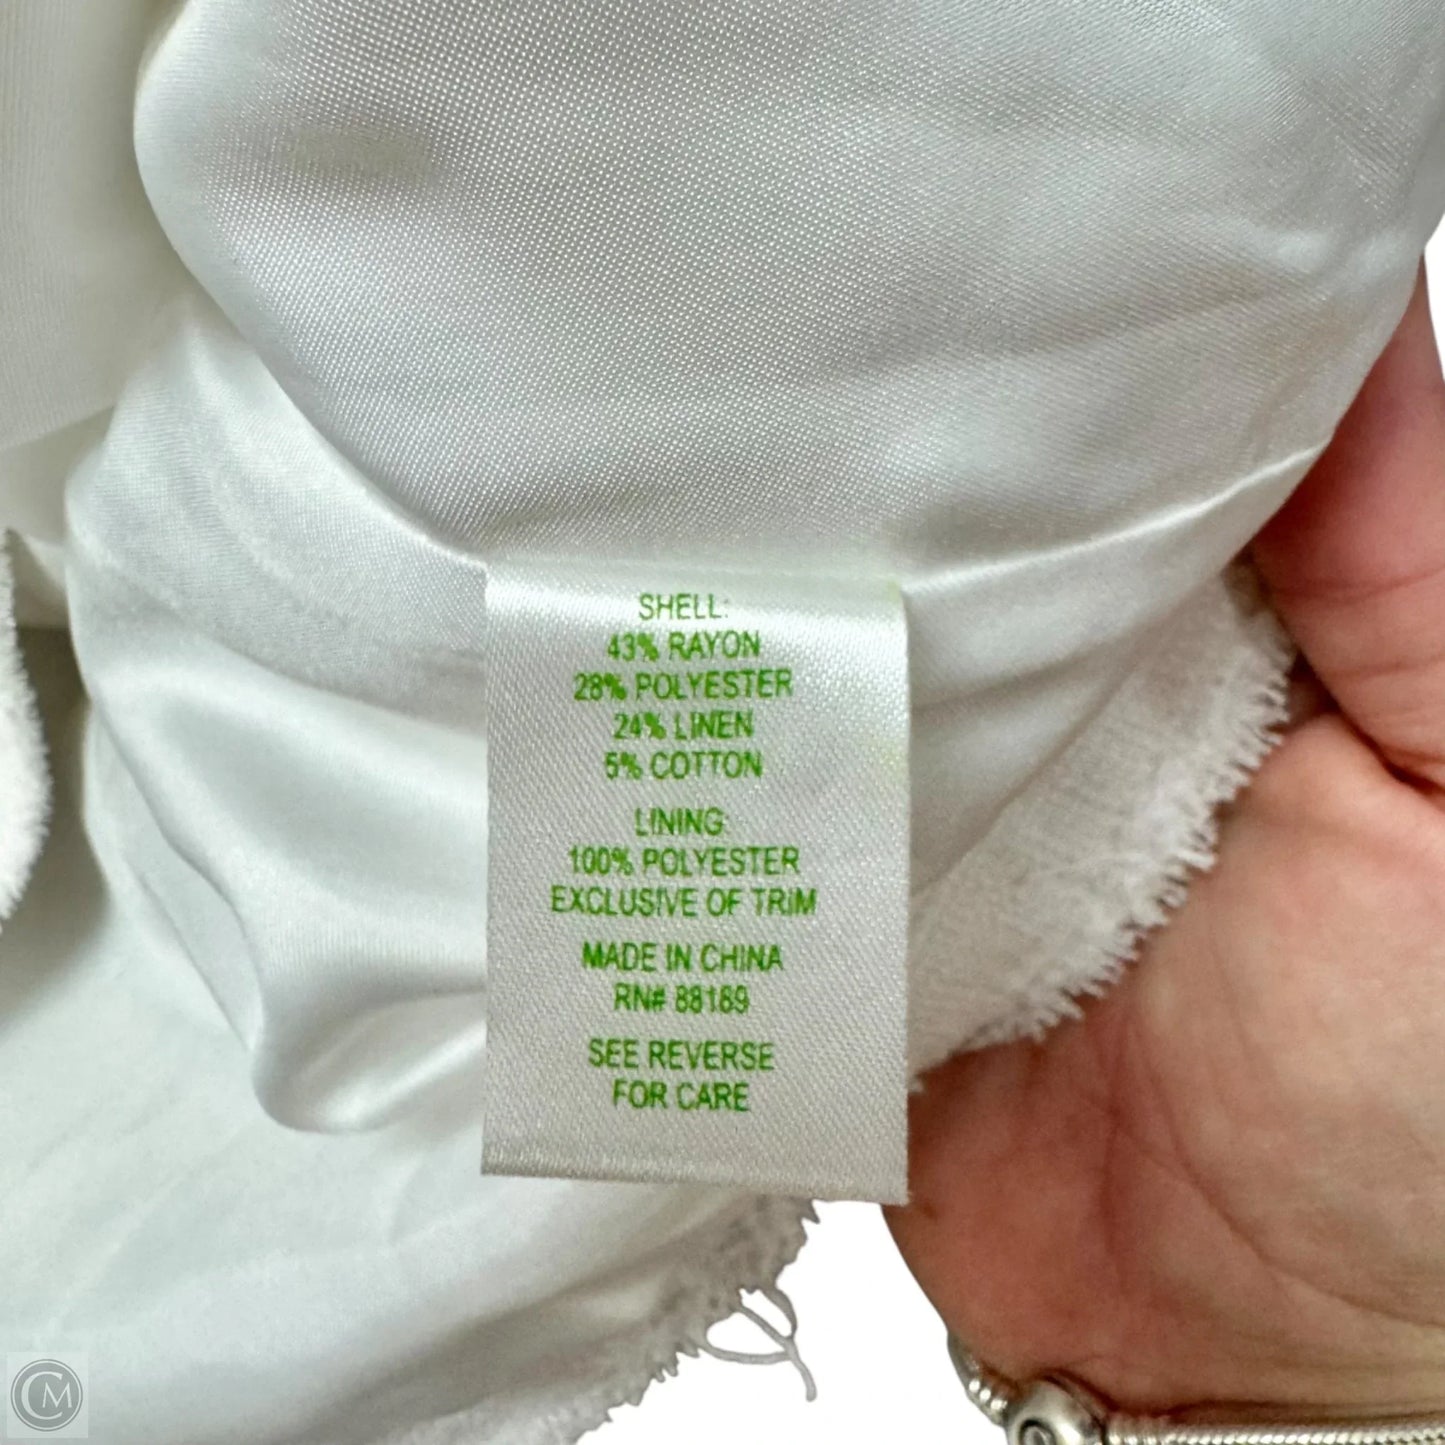 SHELL:
43% RAYON
28% POLYESTER
24% LINEN
5% COTTON
LINING:
100% POLYESTER
EXCLUSIVE OF TRIM
MADE IN CHINA
RN# 88189
SEE REVERSE
FOR CARE
CM